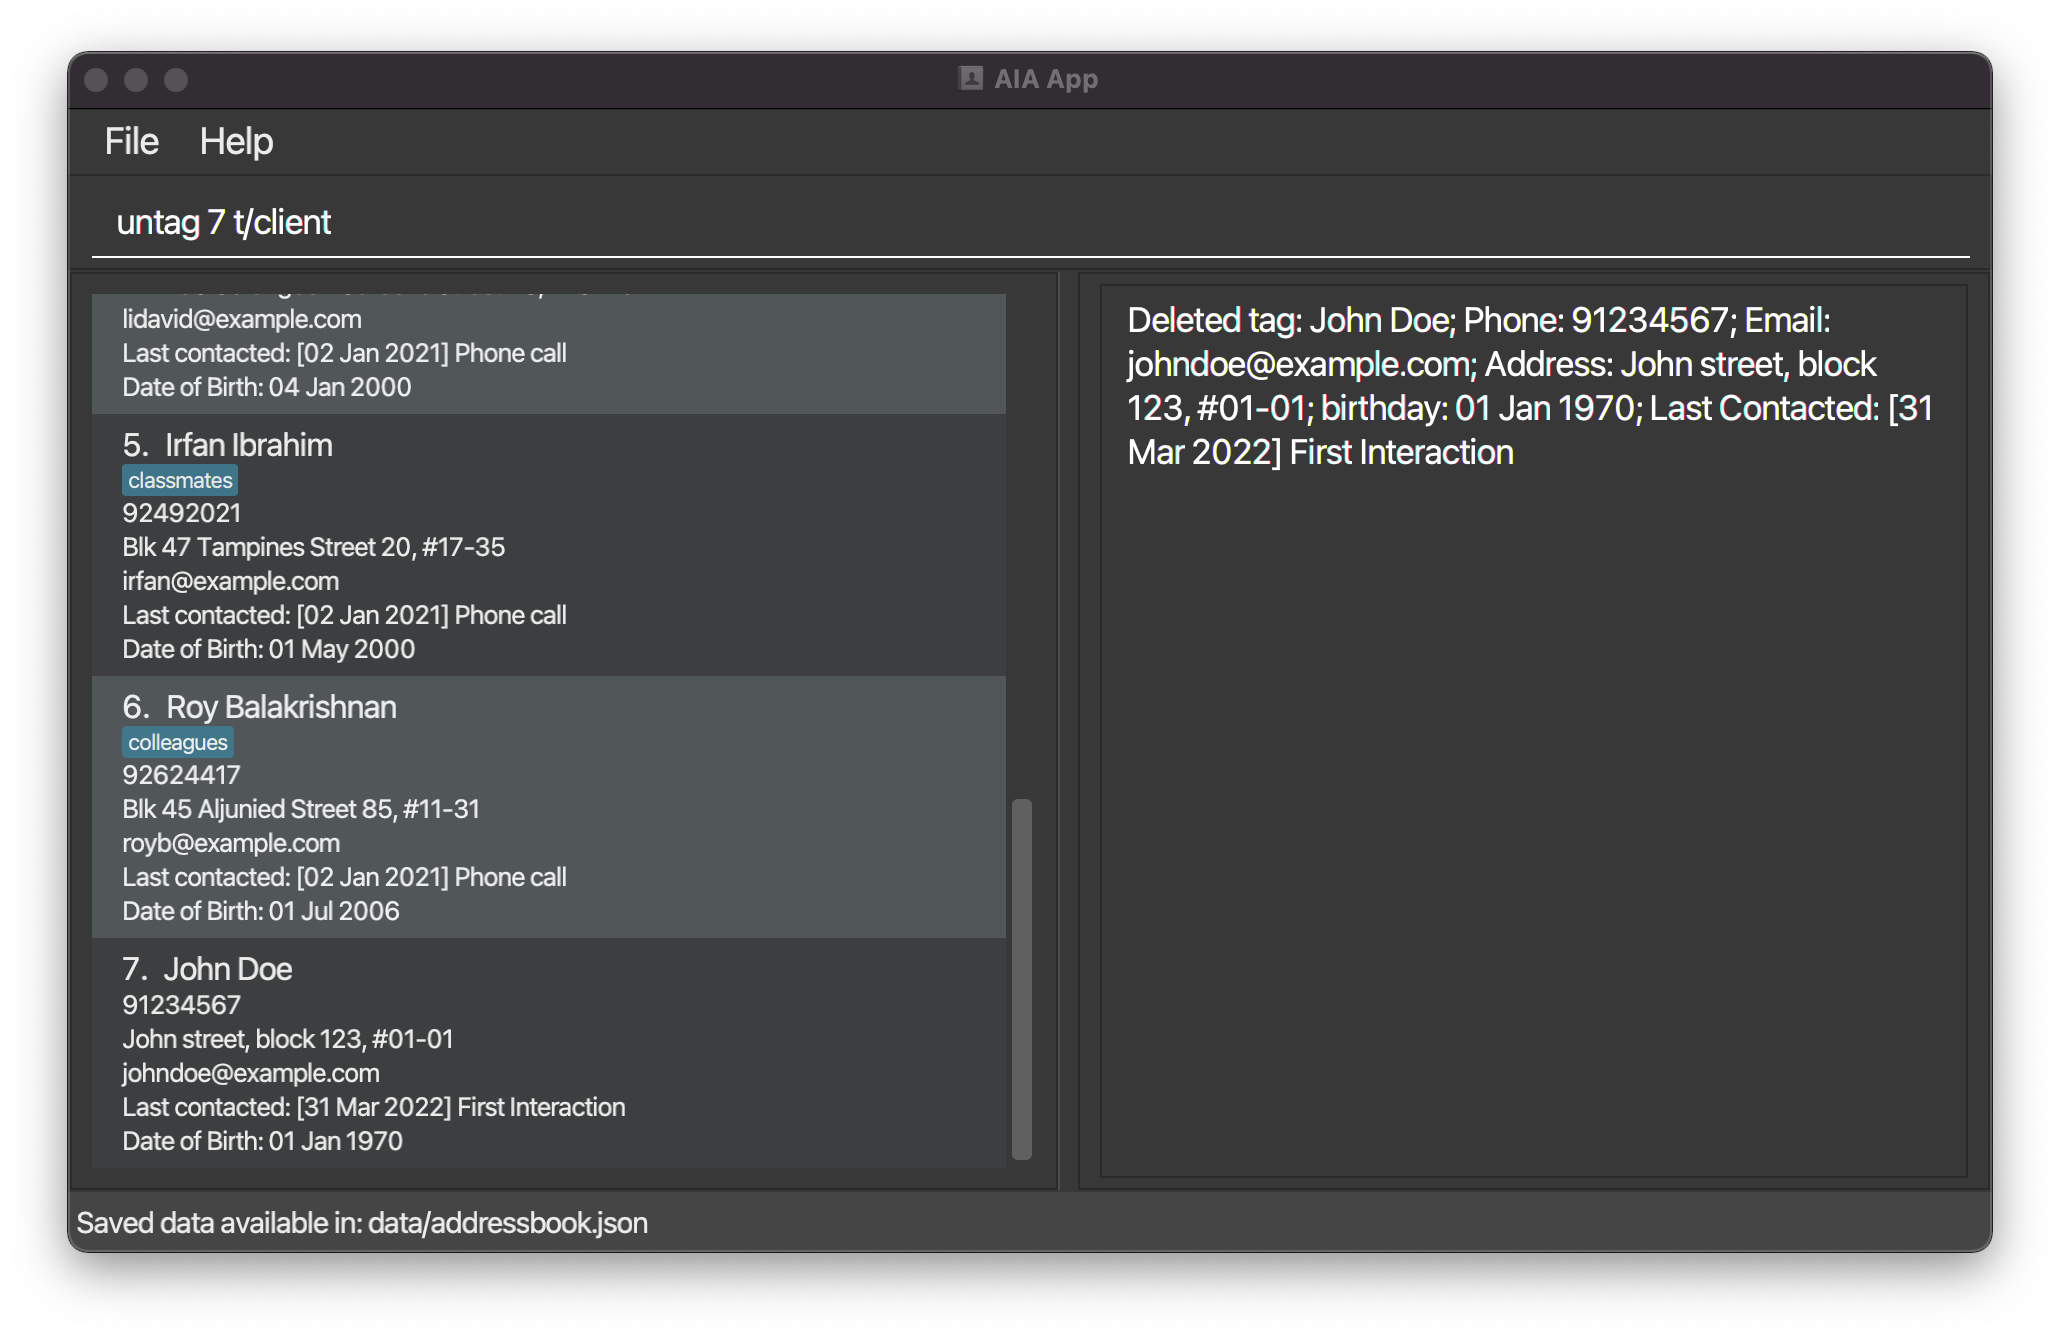 AIA App
File Help
untag 7 t/client
lidavid@example.com
Last contacted: [02 Jan 2021] Phone call
Date of Birth: 04 Jan 2000
5. Irfan Ibrahim
classmates
92492021
Blk 47 Tampines Street 20, #17-35
irfan@example.com
Last contacted: [02 Jan 2021] Phone call
Date of Birth: 01 May 2000
6. Roy Balakrishnan
colleagues
92624417
Blk 45 Aljunied Street 85, #11-31
royb@example.com
Last contacted: [02 Jan 2021] Phone call
Date of Birth: 01 Jul 2006
7. John Doe
91234567
John street, block 123, #01-01
johndoe@example.com
Last contacted: [31 Mar 2022] First Interaction
Date of Birth: 01 Jan 1970
Deleted tag: John Doe; Phone: 91234567; Email:
johndoe@example.com; Address: John street, block
123, #01-01; birthday: 01 Jan 1970; Last Contacted: [31
Mar 2022] First Interaction
Saved data available in: data/addressbook.json